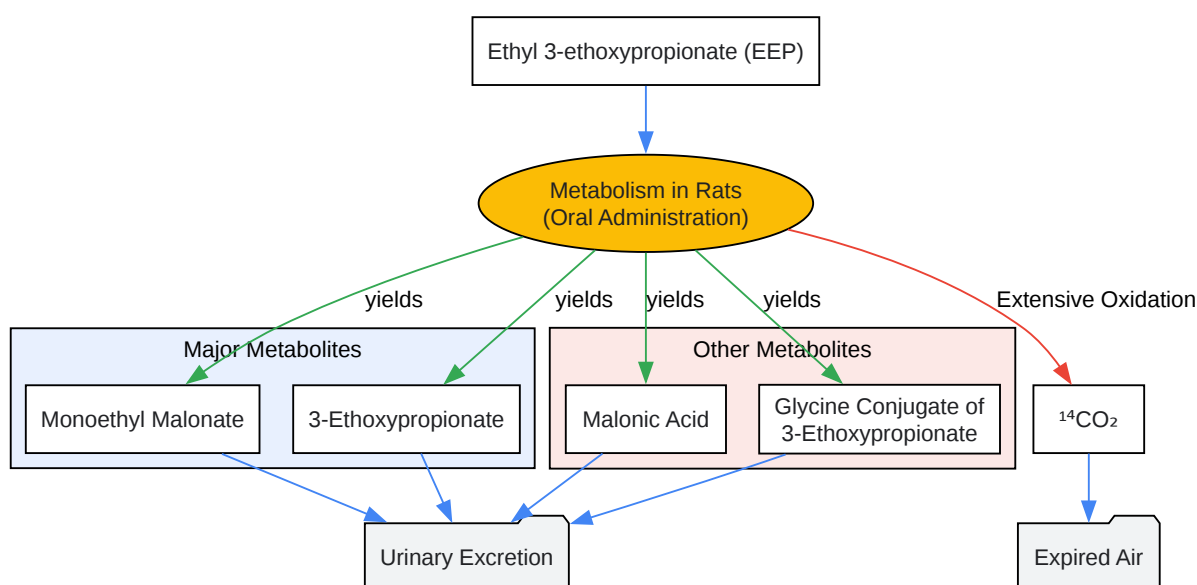 Ethyl 3-ethoxypropionate (EEP)
Metabolism in Rats
(Oral Administration)
yields
yields
yields
yields
Extensive Oxidation
Major Metabolites
Other Metabolites
Monoethyl Malonate
3-Ethoxypropionate
Malonic Acid
Glycine Conjugate of
3-Ethoxypropionate
¹⁴CO₂
Urinary Excretion
Expired Air